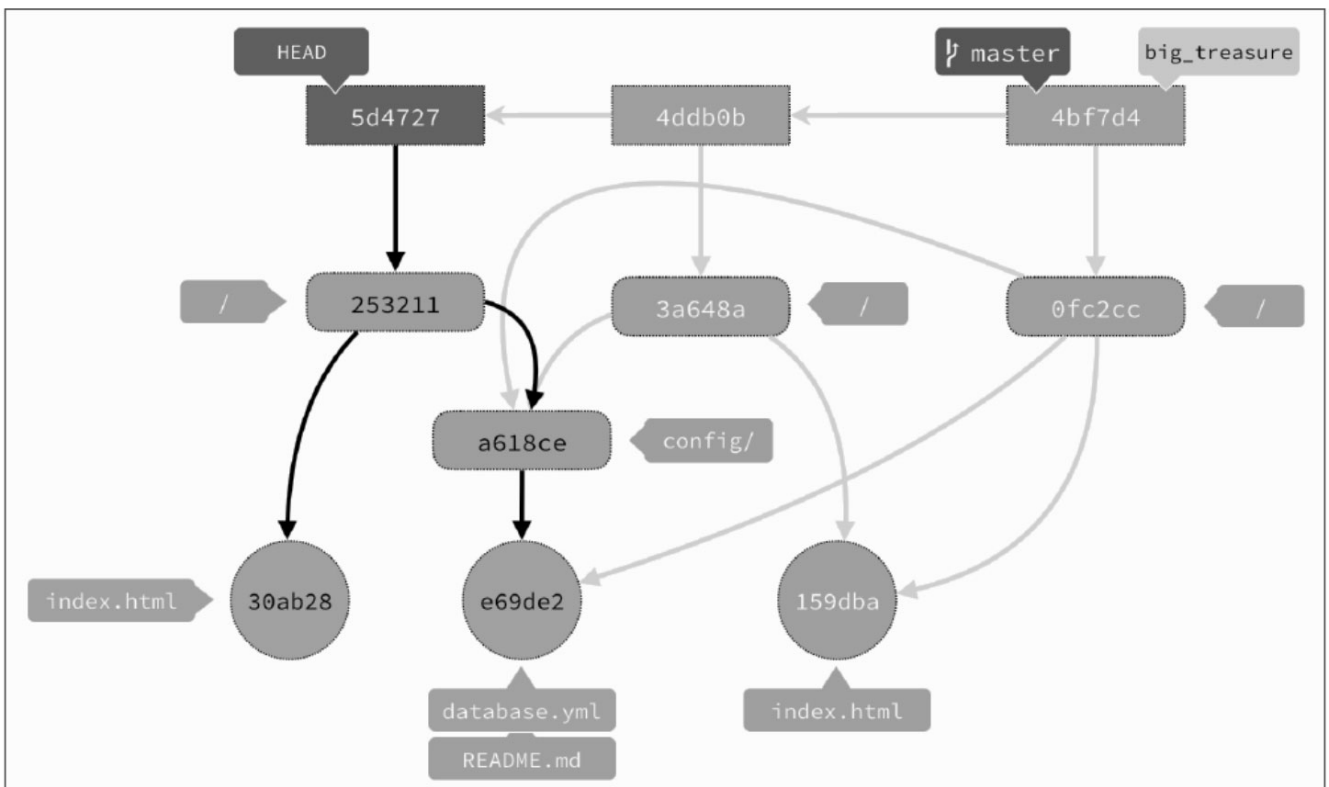 HEAD
master
big_treasure
5d4727
4ddb0b
4bf7d4
/
253211
3a648a
/
0fc2cc
/
a618ce
config/
index.html
30ab28
e69de2
159dba
database.yml
index.html
README.md